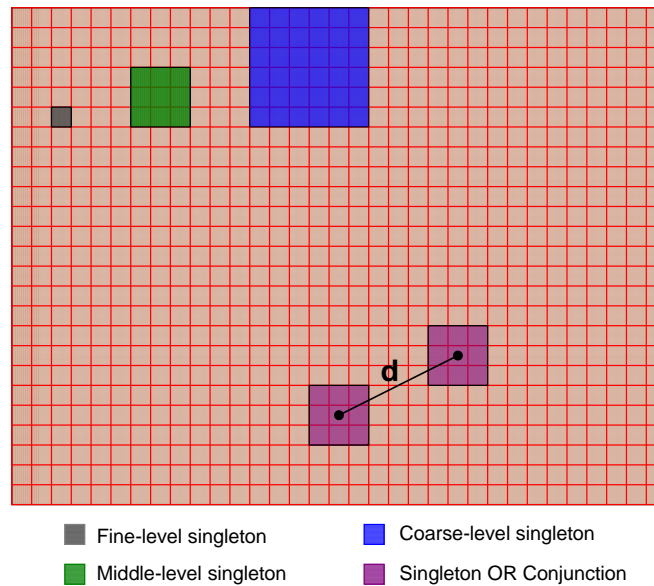 d
Fine-level singleton
Coarse-level singleton
Middle-level singleton
Singleton OR Conjunction